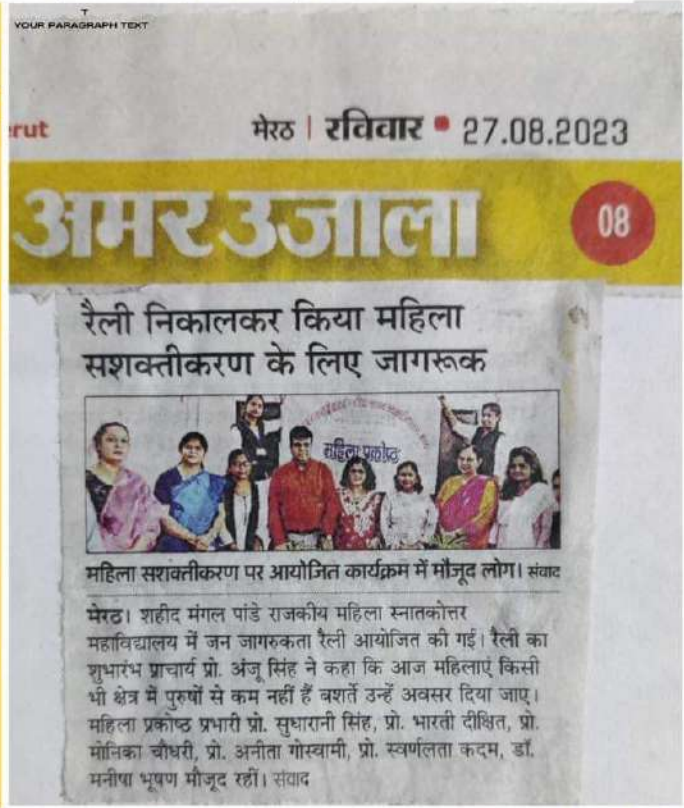 T
YOUR PARAGRAPH TEXT
rut
मेरठ | रविवार • 27.08.2023
अमर उजाला
08
रैली निकालकर किया महिला
सशक्तीकरण के लिए जागरूक
महिला प्रकोष्ठ
महिला सशक्तीकरण पर आयोजित कार्यक्रम में मौजूद लोग। संवाद
मेरठ। शहीद मंगल पांडे राजकीय महिला स्नातकोत्तर
महाविद्यालय में जन जागरुकता रैली आयोजित की गई। रैली का
शुभारंभ प्राचार्य प्रो. अंजू सिंह ने कहा कि आज महिलाएं किसी
भी क्षेत्र में पुरुषों से कम नहीं हैं बशर्ते उन्हें अवसर दिया जाए।
महिला प्रकोष्ठ प्रभारी प्रो. सुधारानी सिंह, प्रो. भारती दीक्षित, प्रो.
मोनिका चौधरी, प्रो. अनीता गोस्वामी, प्रो. स्वर्णलता कदम, डॉ.
मनीषा भूषण मौजूद रहीं। संवाद